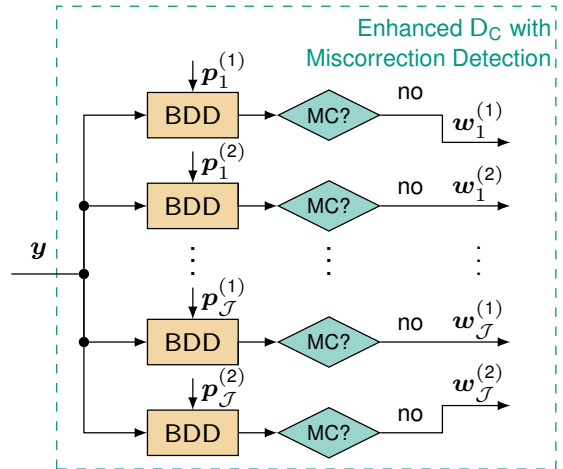 Enhanced D_C with
Miscorrection Detection
p_1^{(1)}
BDD
MC?
no
w_1^{(1)}
p_1^{(2)}
BDD
MC?
no
w_1^{(2)}
y
⋮ ⋮ ⋮
p_𝒥^{(1)}
BDD
MC?
no
w_𝒥^{(1)}
p_𝒥^{(2)}
BDD
MC?
no
w_𝒥^{(2)}